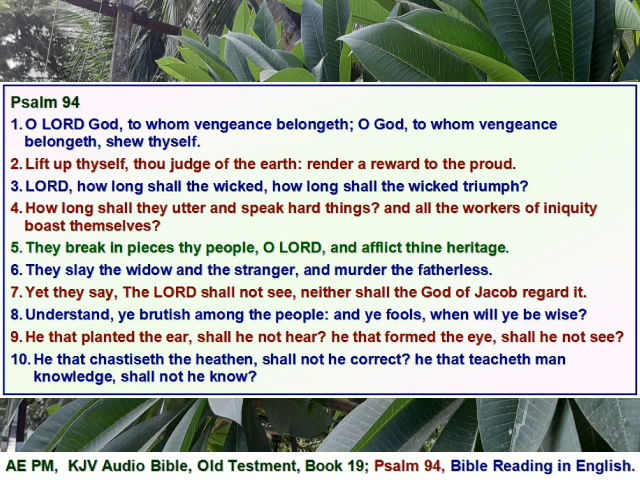 Psalm 94
1. O LORD God, to whom vengeance belongeth; O God, to whom vengeance
belongeth, shew thyself.
2. Lift up thyself, thou judge of the earth: render a reward to the proud.
3. LORD, how long shall the wicked, how long shall the wicked triumph?
4. How long shall they utter and speak hard things? and all the workers of iniquity
boast themselves?
5. They break in pieces thy people, O LORD, and afflict thine heritage.
6. They slay the widow and the stranger, and murder the fatherless.
7. Yet they say, The LORD shall not see, neither shall the God of Jacob regard it.
8. Understand, ye brutish among the people: and ye fools, when will ye be wise?
9. He that planted the ear, shall he not hear? he that formed the eye, shall he not see?
10. He that chastiseth the heathen, shall not he correct? he that teacheth man
knowledge, shall not he know?
AE PM, KJV Audio Bible, Old Testment, Book 19; Psalm 94, Bible Reading in English.